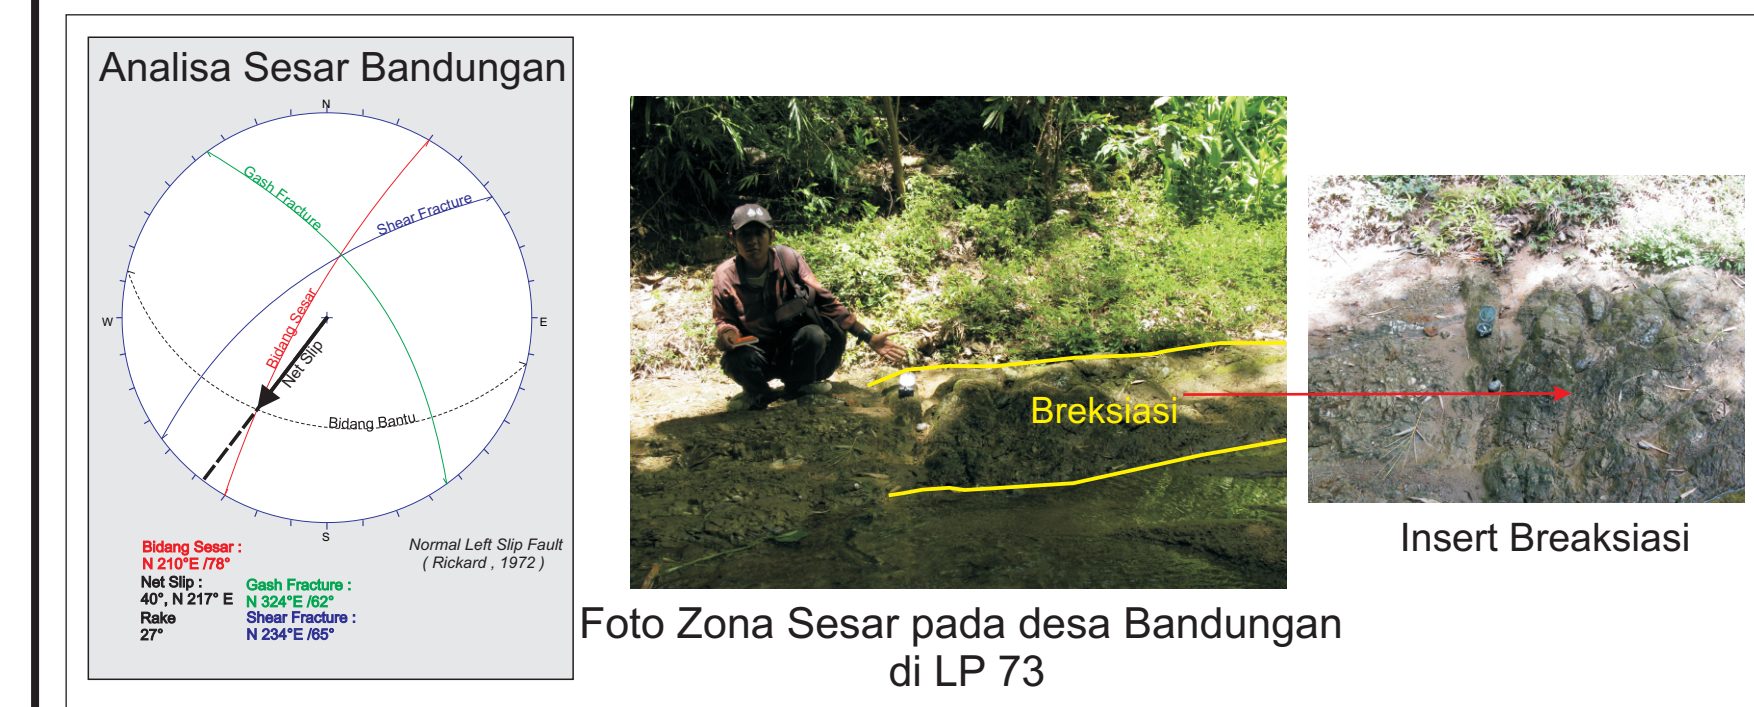 Analisa Sesar Bandungan
N
Gash Fracture
Shear Fracture
W
E
Bidang Sesar
Net Slip
Bidang Bantu
S
Bidang Sesar :
N 210°E /78°
Net Slip :
40°, N 217° E
Rake
27°
Gash Fracture :
N 324°E /62°
Shear Fracture :
N 234°E /65°
Normal Left Slip Fault
( Rickard , 1972 )
Breksiasi
Foto Zona Sesar pada desa Bandungan
di LP 73
Insert Breaksiasi